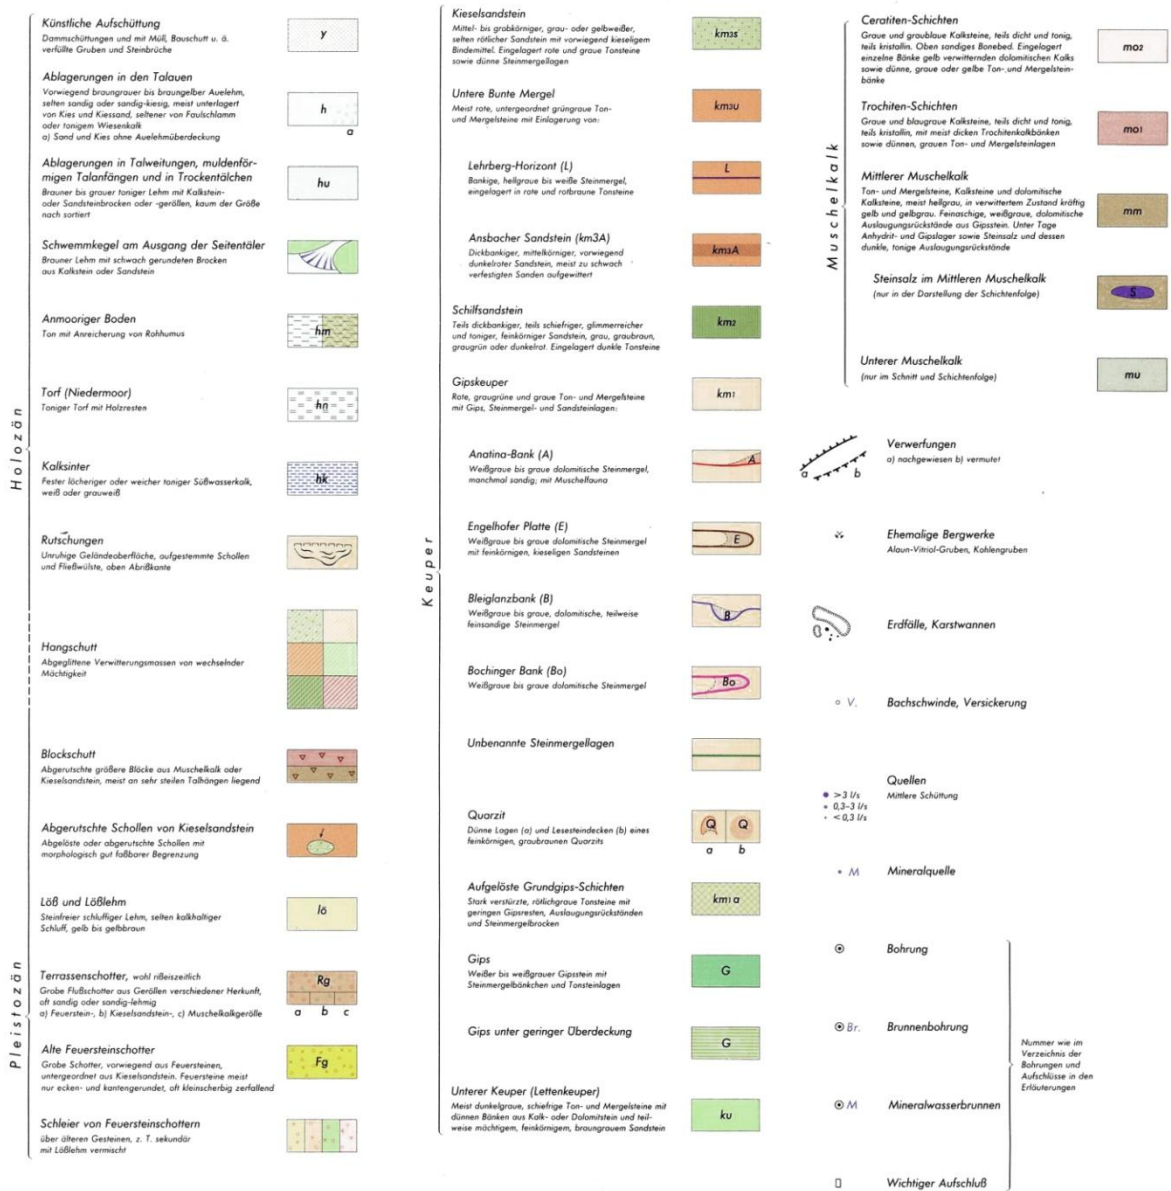 Holozän
Künstliche Aufschüttung
Dammschüttungen und mit Müll, Bauschutt u. ä.
verfüllte Gruben und Steinbrüche
y
Ablagerungen in den Talauen
Vorwiegend braungrauer bis braungelber Auelehm,
selten sandig oder sandig-kiesig, meist unterlagert
von Kies und Kiessand, seltener von Faulschlamm
oder tonigem Wiesenkalk
a) Sand und Kies ohne Auelehmüberdeckung
h
a
Ablagerungen in Talweitungen, muldenför-
migen Talanfängen und in Trockentälchen
Brauner bis grauer toniger Lehm mit Kalkstein-
oder Sandsteinbrocken oder -geröllen, kaum der Größe
nach sortiert
hu
Schwemmkegel am Ausgang der Seitentäler
Brauner Lehm mit schwach gerundeten Brocken
aus Kalkstein oder Sandstein
Anmooriger Boden
Ton mit Anreicherung von Rohhumus
hm
Torf (Niedermoor)
Toniger Torf mit Holzresten
hn
Kalksinter
Fester löcheriger oder weicher toniger Süßwasserkalk,
weiß oder grauweiß
hk
Rutschungen
Unruhige Geländeoberfläche, aufgestemmte Schollen
und Fließwülste, oben Abrißkante
Hangschutt
Abgeglittene Verwitterungsmassen von wechselnder
Mächtigkeit
Pleistozän
Blockschutt
Abgerutschte größere Blöcke aus Muschelkalk oder
Kieselsandstein, meist an sehr steilen Talhängen liegend
Abgerutschte Schollen von Kieselsandstein
Abgelöste oder abgerutschte Schollen mit
morphologisch gut faßbarer Begrenzung
Löß und Lößlehm
Steinfreier schluffiger Lehm, selten kalkhaltiger
Schluff, gelb bis gelbbraun
lö
Terrassenschotter, wohl rißeiszeitlich
Grobe Flußschotter aus Geröllen verschiedener Herkunft,
oft sandig oder sandig-lehmig
a) Feuerstein-, b) Kieselsandstein-, c) Muschelkalkgerölle
Rg
a b c
Alte Feuersteinschotter
Grobe Schotter, vorwiegend aus Feuersteinen,
untergeordnet aus Kieselsandstein. Feuersteine meist
nur ecken- und kantengerundet, oft kleinscherbig zerfallend
Fg
Schleier von Feuersteinschottern
über älteren Gesteinen, z. T. sekundär
mit Lößlehm vermischt
Keuper
Kieselsandstein
Mittel- bis grobkörniger, grau- oder gelbweißer,
selten rötlicher Sandstein mit vorwiegend kieseligem
Bindemittel. Eingelagert rote und graue Tonsteine
sowie dünne Steinmergellagen
km3s
Untere Bunte Mergel
Meist rote, untergeordnet grüngraue Ton-
und Mergelsteine mit Einlagerung von:
km3u
Lehrberg-Horizont (L)
Bankige, hellgraue bis weiße Steinmergel,
eingelagert in rote und rotbraune Tonsteine
L
Ansbacher Sandstein (km3A)
Dickbankiger, mittelkörniger, vorwiegend
dunkelroter Sandstein, meist zu schwach
verfestigten Sanden aufgewittert
km3A
Schilfsandstein
Teils dickbankiger, teils schiefriger, glimmerreicher
und toniger, feinkörniger Sandstein, grau, graubraun,
graugrün oder dunkelrot. Eingelagert dunkle Tonsteine
km2
Gipskeuper
Rote, graugrüne und graue Ton- und Mergelsteine
mit Gips, Steinmergel- und Sandsteinlagen:
km1
Anatina-Bank (A)
Weißgraue bis graue dolomitische Steinmergel,
manchmal sandig; mit Muschelfauna
A
Engelhofer Platte (E)
Weißgraue bis graue dolomitische Steinmergel
mit feinkörnigen, kieseligen Sandsteinen
E
Bleiglanzbank (B)
Weißgraue bis graue, dolomitische, teilweise
feinsandige Steinmergel
B
Bochinger Bank (Bo)
Weißgraue bis graue dolomitische Steinmergel
Bo
Unbenannte Steinmergellagen
Quarzit
Dünne Lagen (a) und Lesesteindecken (b) eines
feinkörnigen, graubraunen Quarzits
Q Q
a b
Aufgelöste Grundgips-Schichten
Stark verstürzte, rötlichgraue Tonsteine mit
geringen Gipsresten, Auslaugungsrückständen
und Steinmergelbrocken
km1a
Gips
Weißer bis weißgrauer Gipsstein mit
Steinmergelbänkchen und Tonsteinlagen
G
Gips unter geringer Überdeckung
G
Unterer Keuper (Lettenkeuper)
Meist dunkelgraue, schiefrige Ton- und Mergelsteine mit
dünnen Bänken aus Kalk- oder Dolomitstein und teil-
weise mächtigem, feinkörnigem, braungrauem Sandstein
ku
Muschelkalk
Ceratiten-Schichten
Graue und graublaue Kalksteine, teils dicht und tonig,
teils kristallin. Oben sandiges Bonebed. Eingelagert
einzelne Bänke gelb verwitternden dolomitischen Kalks
sowie dünne, graue oder gelbe Ton- und Mergelstein-
bänke
mo2
Trochiten-Schichten
Graue und blaugraue Kalksteine, teils dicht und tonig,
teils kristallin, mit meist dicken Trochitenkalkbänken
sowie dünnen, grauen Ton- und Mergelsteinlagen
mo1
Mittlerer Muschelkalk
Ton- und Mergelsteine, Kalksteine und dolomitische
Kalksteine, meist hellgrau, in verwittertem Zustand kräftig
gelb und gelbgrau. Feinaschige, weißgraue, dolomitische
Auslaugungsrückstände aus Gipsstein. Unter Tage
Anhydrit- und Gipslager sowie Steinsalz und dessen
dunkle, tonige Auslaugungsrückstände
mm
Steinsalz im Mittleren Muschelkalk
(nur in der Darstellung der Schichtenfolge)
S
Unterer Muschelkalk
(nur im Schnitt und Schichtenfolge)
mu
a b
Verwerfungen
a) nachgewiesen b) vermutet
Ehemalige Bergwerke
Alaun-Vitriol-Gruben, Kohlengruben
Erdfälle, Karstwannen
V.
Bachschwinde, Versickerung
Quellen
Mittlere Schüttung
>3 l/s
0,3–3 l/s
<0,3 l/s
M
Mineralquelle
Bohrung
Br.
Brunnenbohrung
M
Mineralwasserbrunnen
Wichtiger Aufschluß
Nummer wie im
Verzeichnis der
Bohrungen und
Aufschlüsse in den
Erläuterungen